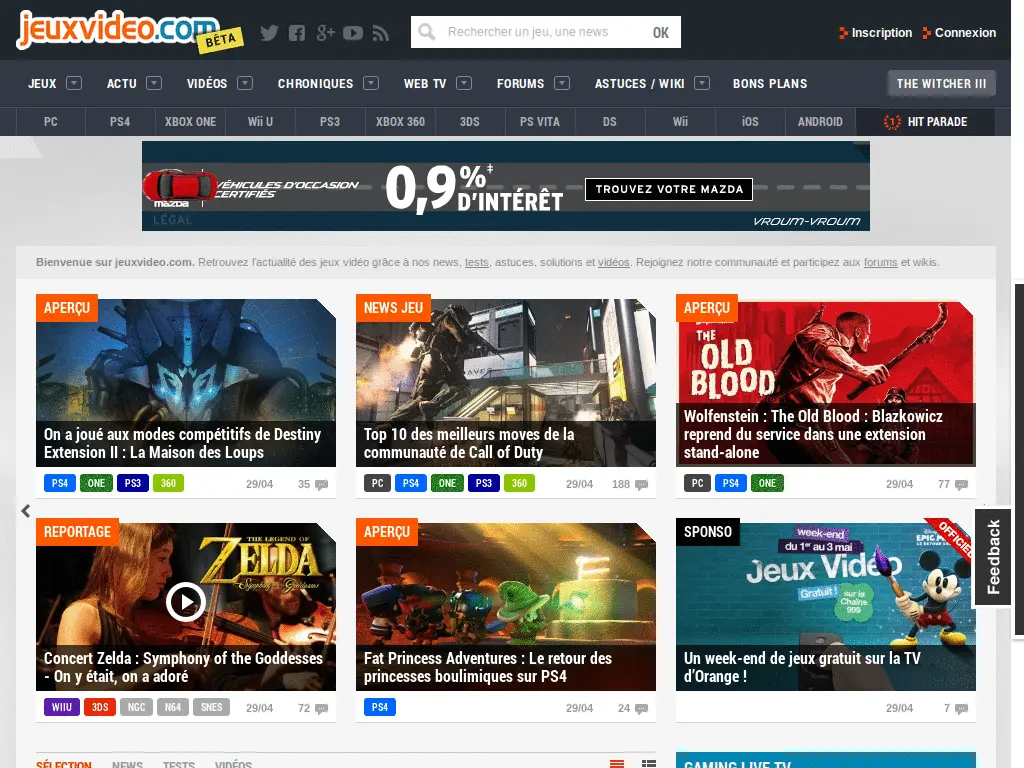 jeuxvideo.com
BÊTA
Rechercher un jeu, une news
OK
Inscription
Connexion
JEUX
ACTU
VIDÉOS
CHRONIQUES
WEB TV
FORUMS
ASTUCES / WIKI
BONS PLANS
THE WITCHER III
PC
PS4
XBOX ONE
Wii U
PS3
XBOX 360
3DS
PS VITA
DS
Wii
iOS
ANDROID
1
HIT PARADE
mazda
VÉHICULES D'OCCASION
CERTIFIÉS
LÉGAL
0,9%‡
D'INTÉRÊT
TROUVEZ VOTRE MAZDA
VROUM-VROUM
Bienvenue sur jeuxvideo.com. Retrouvez l'actualité des jeux vidéo grâce à nos news, tests, astuces, solutions et vidéos. Rejoignez notre communauté et participez aux forums et wikis.
APERÇU
On a joué aux modes compétitifs de Destiny
Extension II : La Maison des Loups
PS4 ONE PS3 360 29/04 35
NEWS JEU
Top 10 des meilleurs moves de la
communauté de Call of Duty
PC PS4 ONE PS3 360 29/04 188
APERÇU
THE
OLD
BLOOD
Wolfenstein : The Old Blood : Blazkowicz
reprend du service dans une extension
stand-alone
PC PS4 ONE 29/04 77
REPORTAGE
THE LEGEND OF
ZELDA
Symphony of the Goddesses
Concert Zelda : Symphony of the Goddesses
- On y était, on a adoré
WIIU 3DS NGC N64 SNES 29/04 72
APERÇU
Fat Princess Adventures : Le retour des
princesses boulimiques sur PS4
PS4 29/04 24
SPONSO
week-end
du 1er au 3 mai
Jeux Vidéo
Gratuit !
sur la
Chaîne
999
EPIC
OFFICIE
Un week-end de jeux gratuit sur la TV
d'Orange !
29/04 7
Feedback
SÉLECTION
NEWS
TESTS
VIDÉOS
GAMING LIVE TV